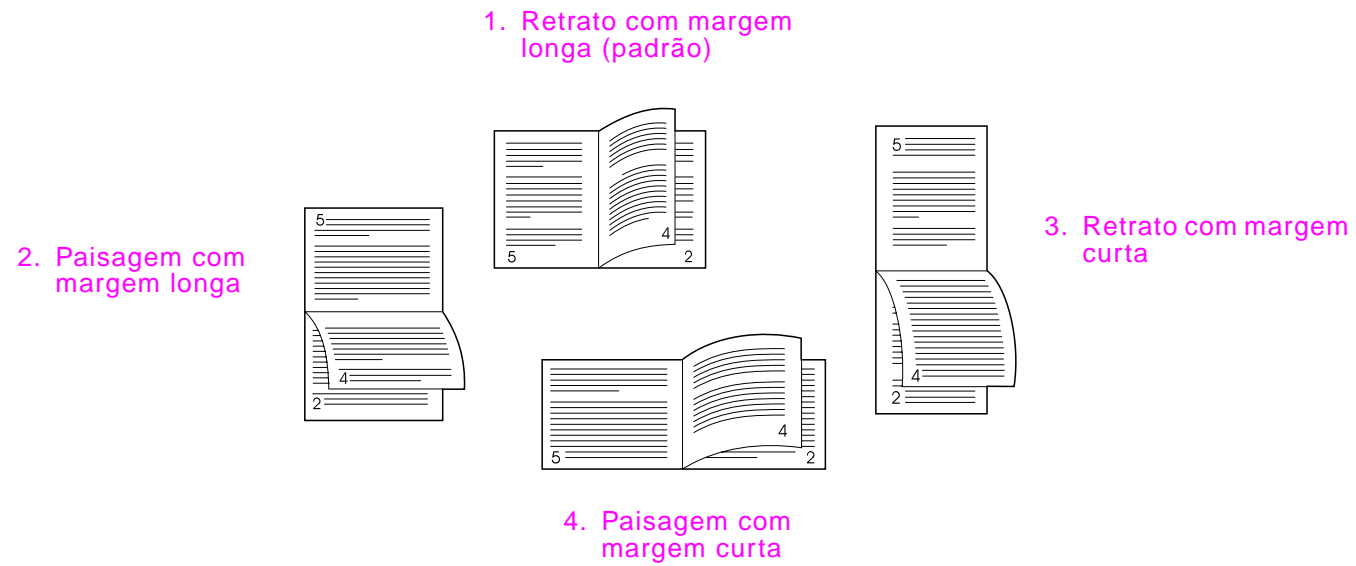 1. Retrato com margem
longa (padrão)
5
4
2
2. Paisagem com
margem longa
5
4
2
5
4
2
3. Retrato com margem
curta
5
4
2
4. Paisagem com
margem curta